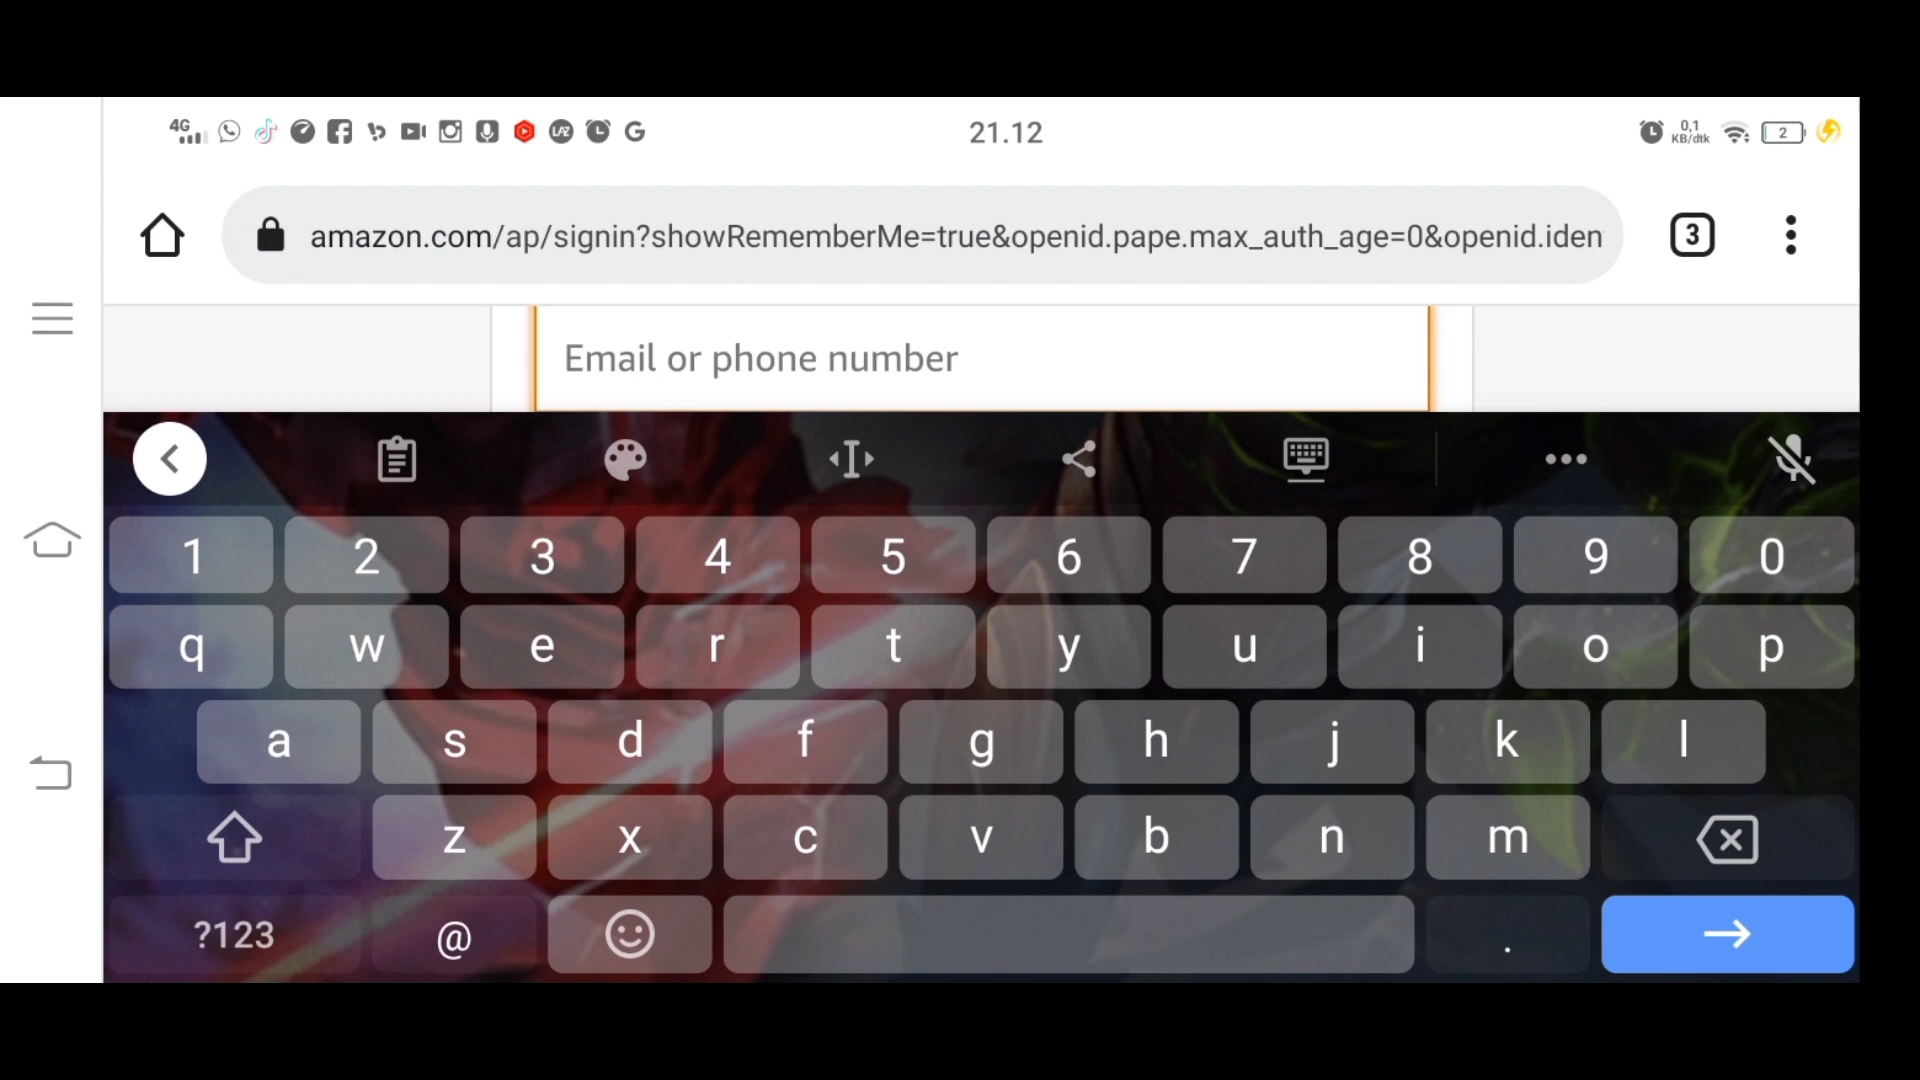 4G 21.12 0,1 KB/dtk 2
amazon.com/ap/signin?showRememberMe=true&openid.pape.max_auth_age=0&openid.iden 3
Email or phone number
1 2 3 4 5 6 7 8 9 0
q w e r t y u i o p
a s d f g h j k l
z x c v b n m
?123 @ .